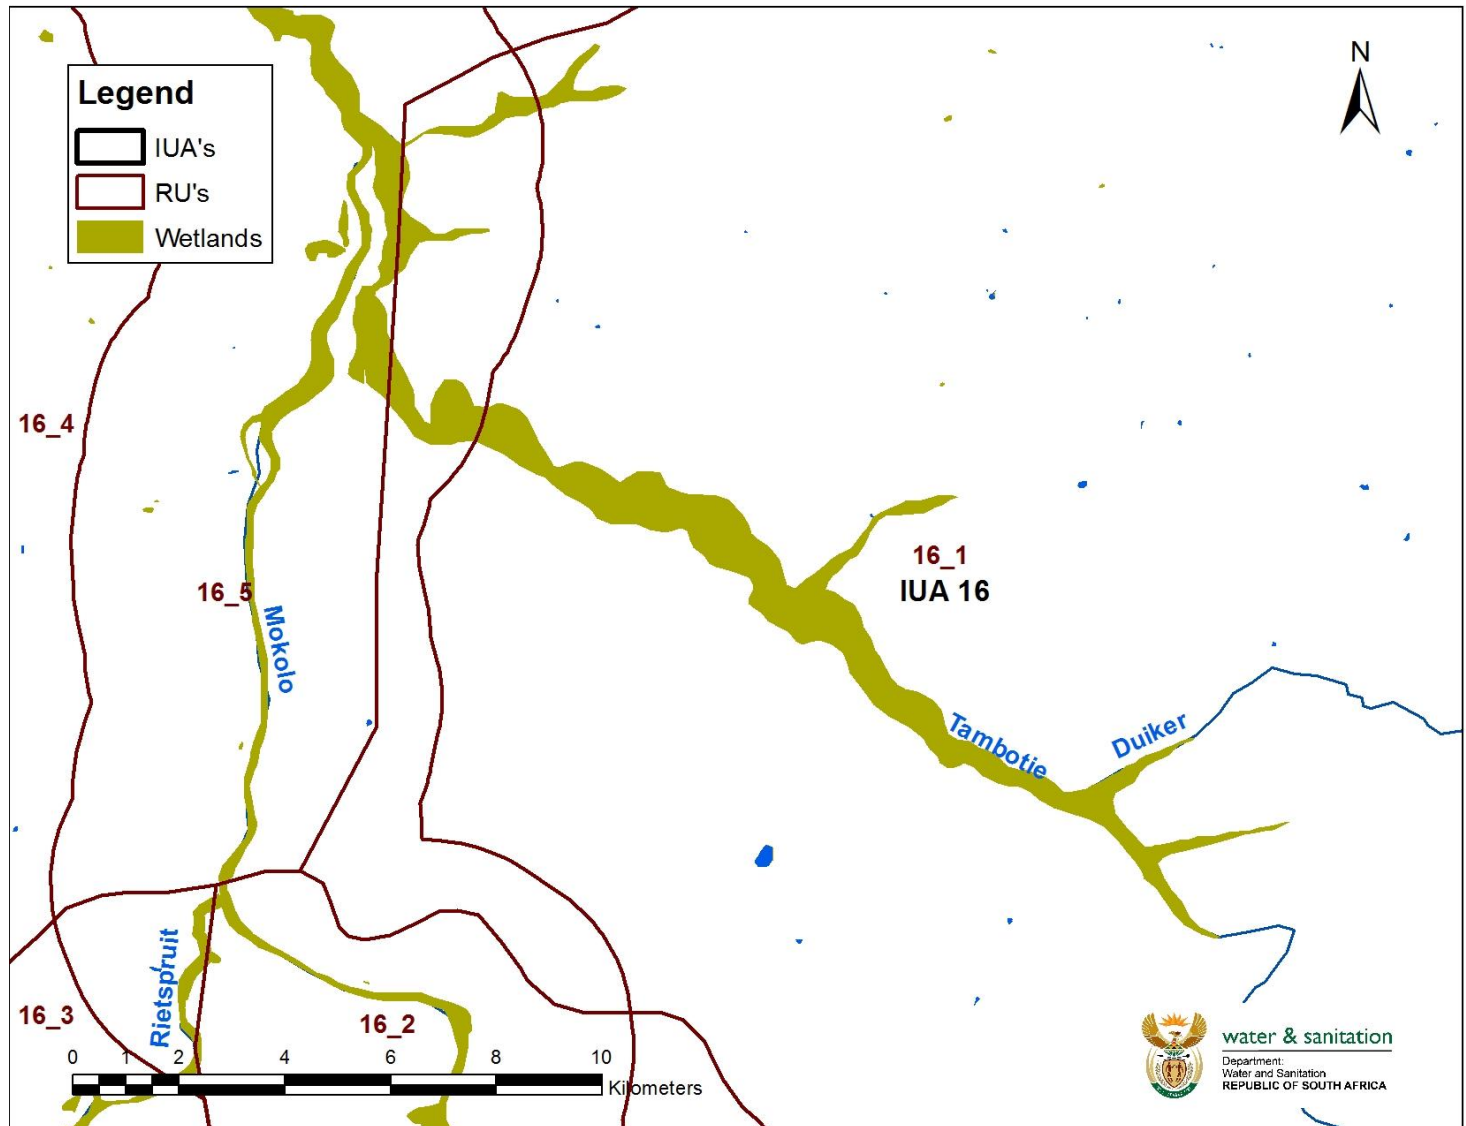 N
Legend
IUA's
RU's
Wetlands
16_4
16_1
IUA 16
16_5
Mokolo
Tambotie
Duiker
Rietspruit
16_3
16_2
0 1 2 4 6 8 10
Kilometers
water & sanitation
Department:
Water and Sanitation
REPUBLIC OF SOUTH AFRICA